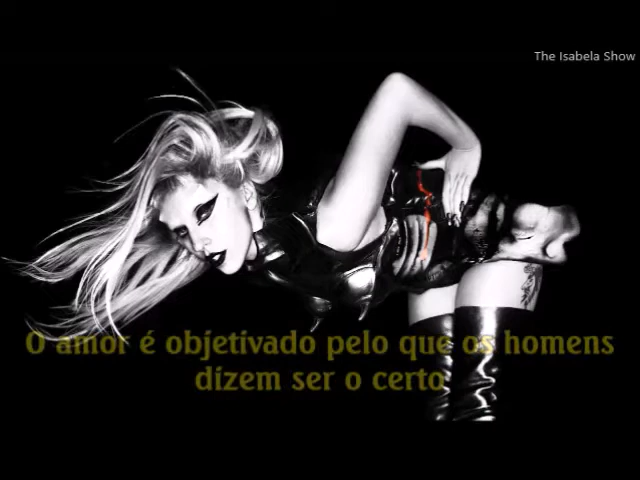 The Isabela Show
O amor é objetivado pelo que os homens
dizem ser o certo